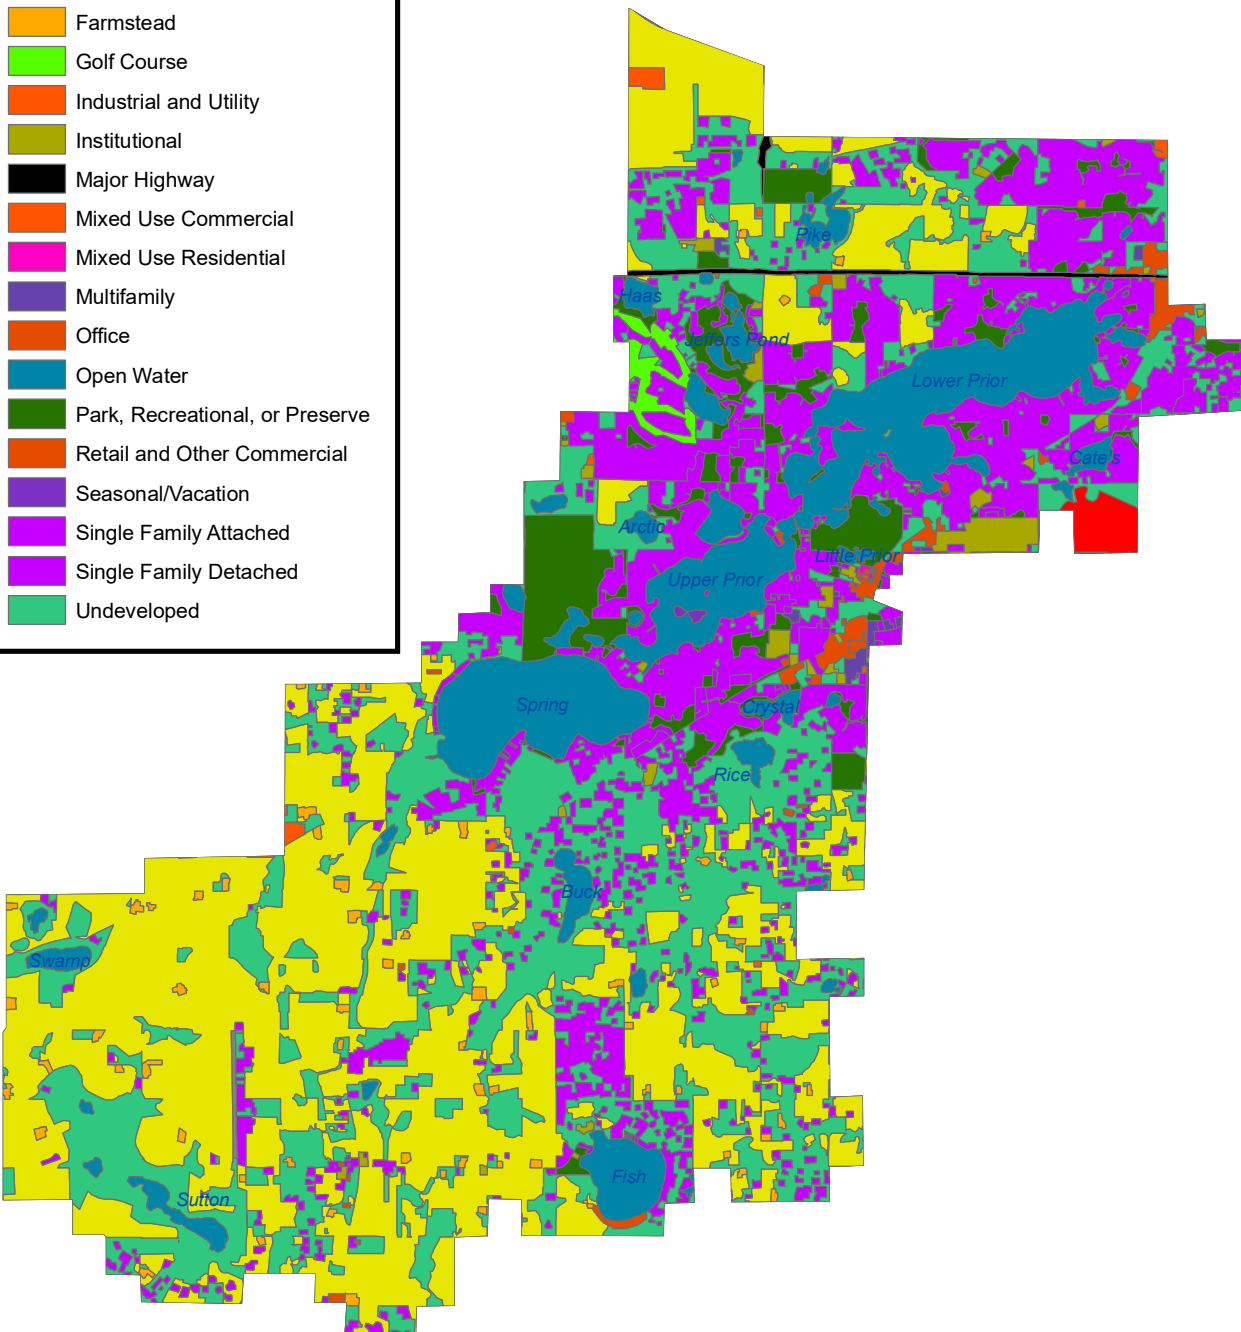 Farmstead
Golf Course
Industrial and Utility
Institutional
Major Highway
Mixed Use Commercial
Mixed Use Residential
Multifamily
Office
Open Water
Park, Recreational, or Preserve
Retail and Other Commercial
Seasonal/Vacation
Single Family Attached
Single Family Detached
Undeveloped
Pike
Haas
Jeffers Pond
Lower Prior
Cate's
Arctic
Little Prior
Upper Prior
Spring
Crystal
Rice
Buck
Swamp
Fish
Sutton